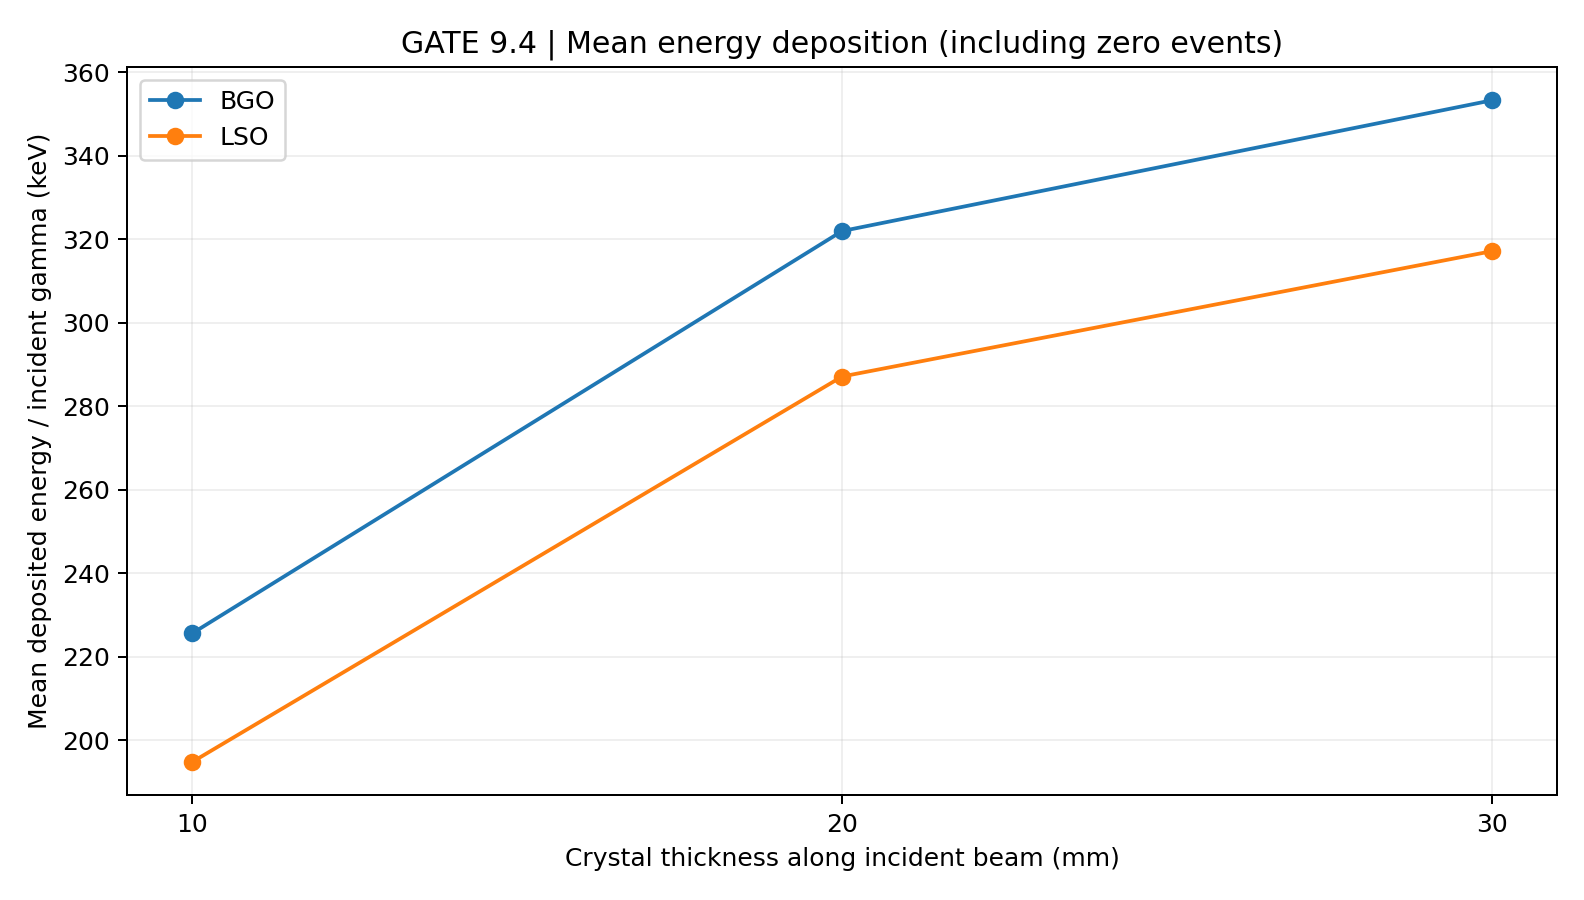 GATE 9.4 | Mean energy deposition (including zero events)
BGO
LSO
Mean deposited energy / incident gamma (keV)
360
340
320
300
280
260
240
220
200
10
20
30
Crystal thickness along incident beam (mm)